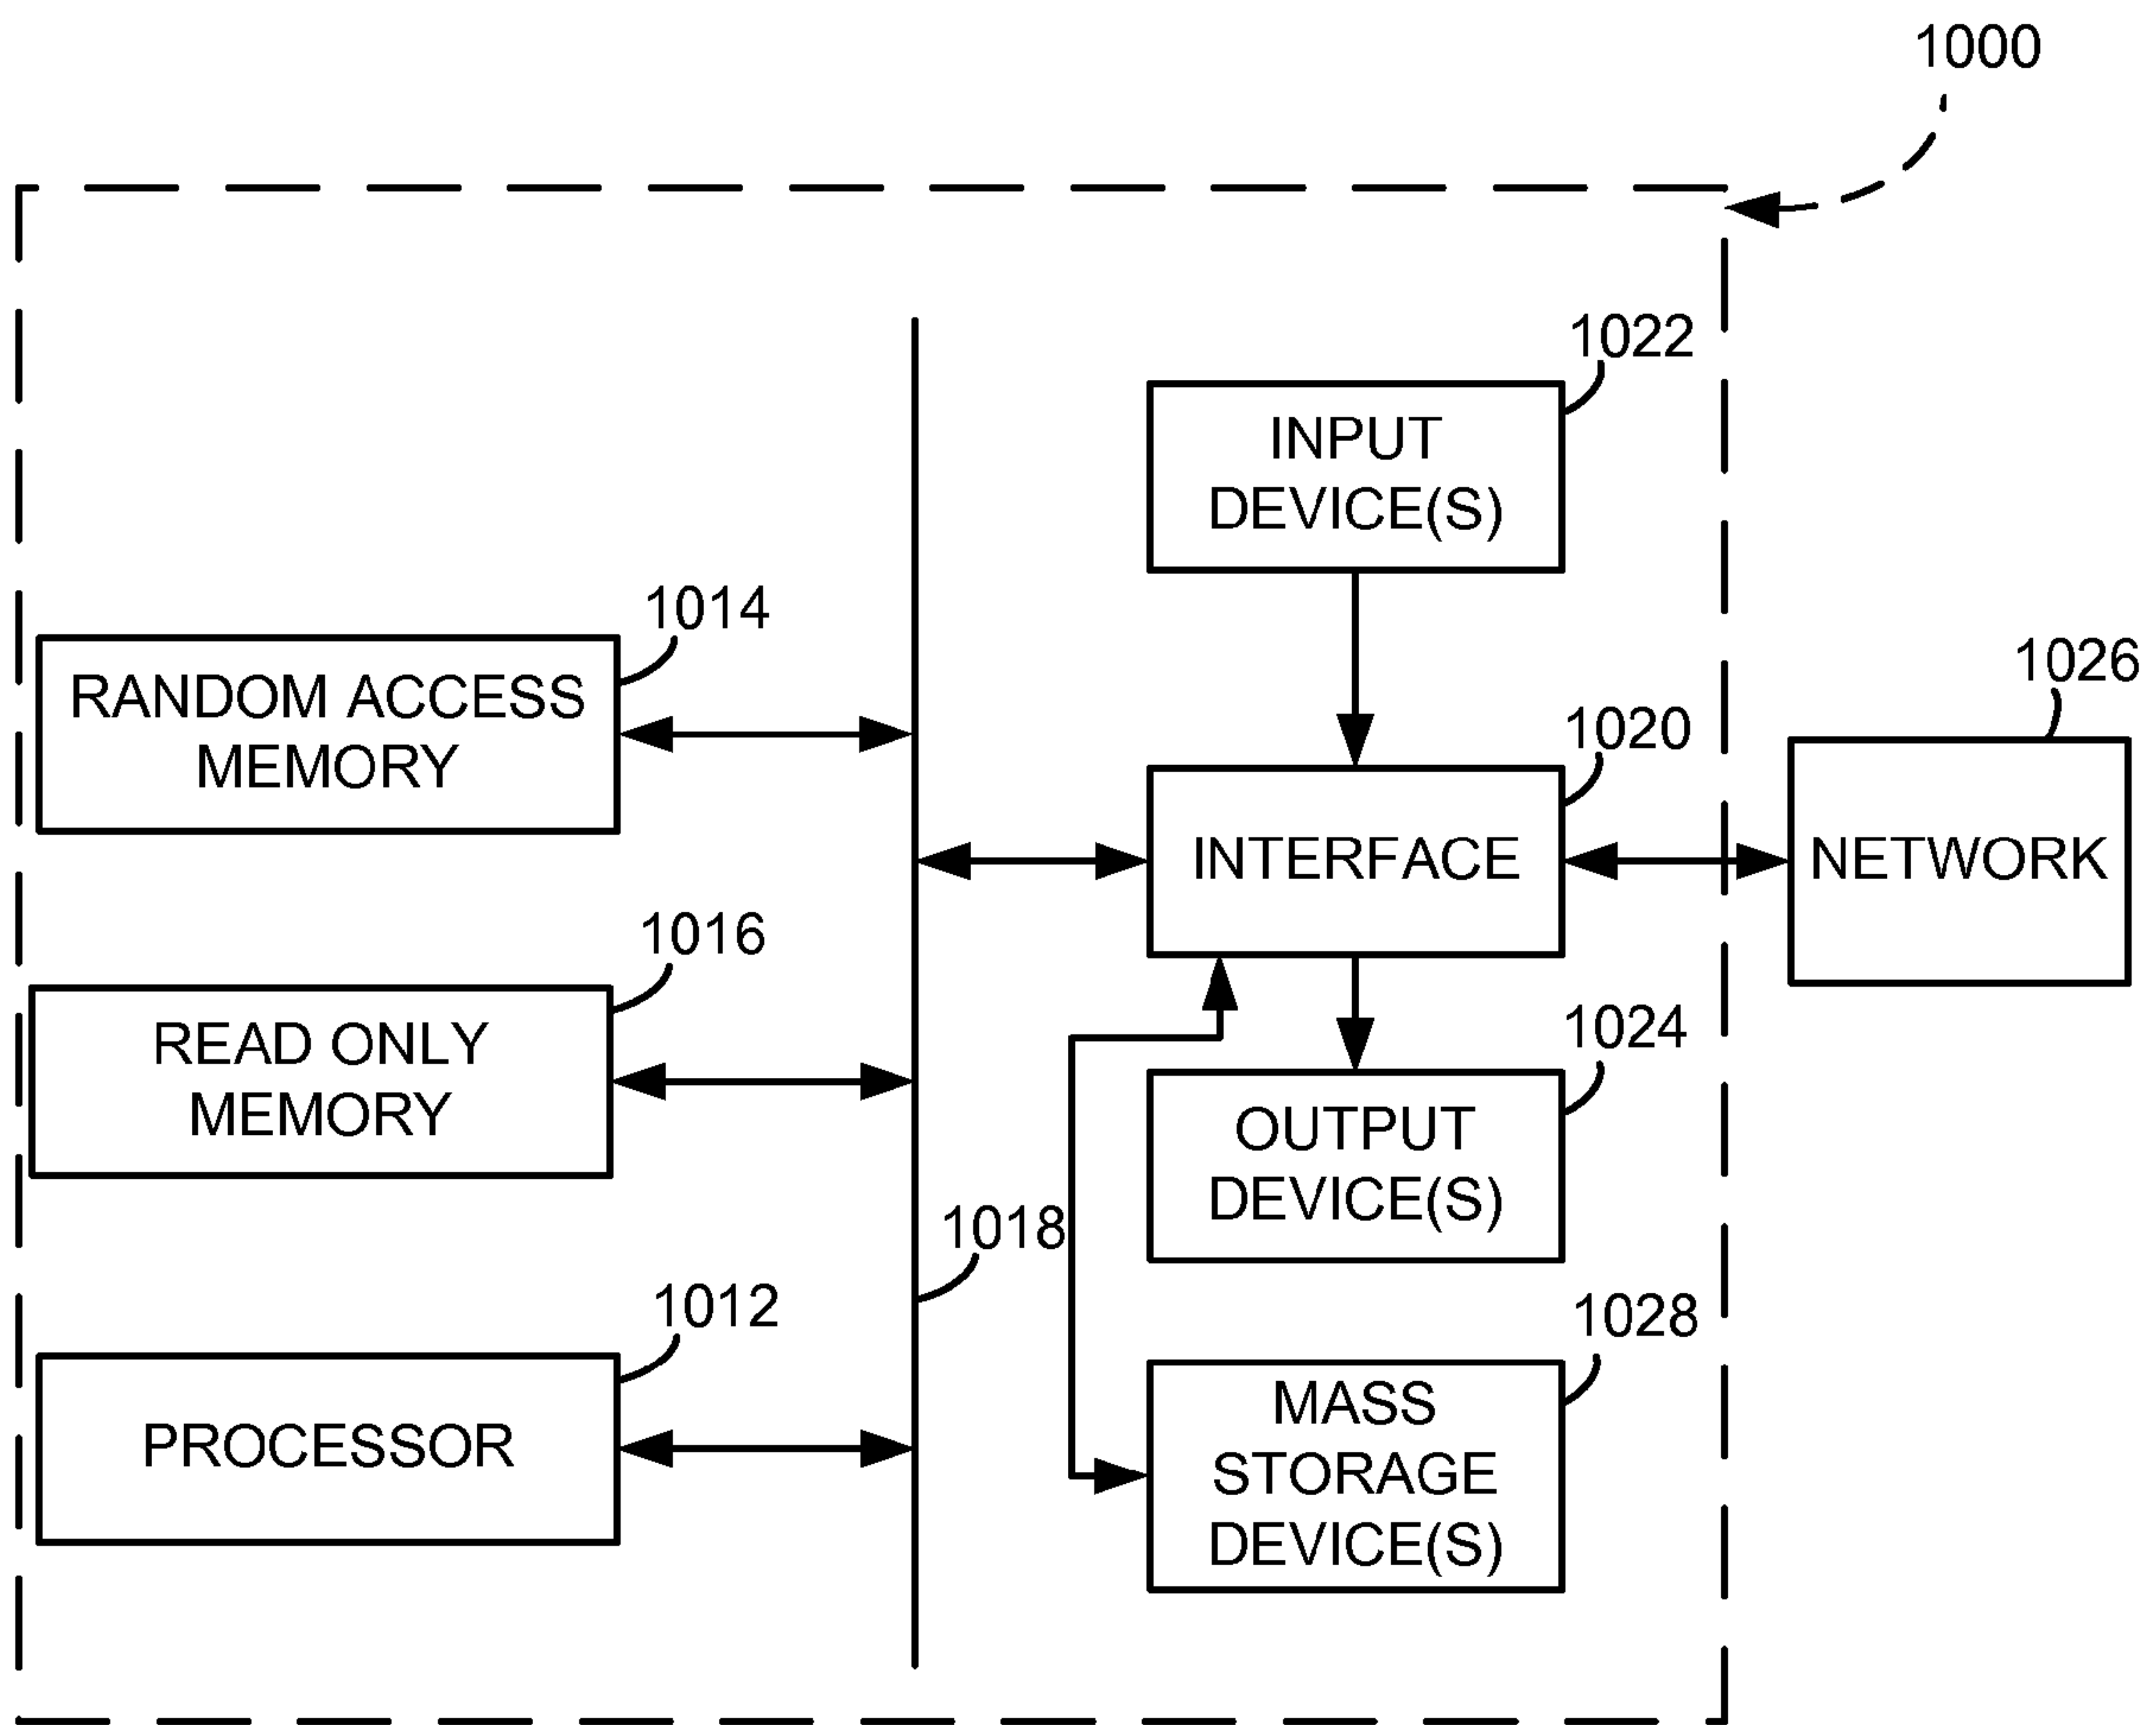 1000
1022
INPUT
DEVICE(S)
1014
RANDOM ACCESS
MEMORY
1026
1020
INTERFACE
NETWORK
1016
READ ONLY
MEMORY
1024
OUTPUT
DEVICE(S)
1018
1012
PROCESSOR
1028
MASS
STORAGE
DEVICE(S)